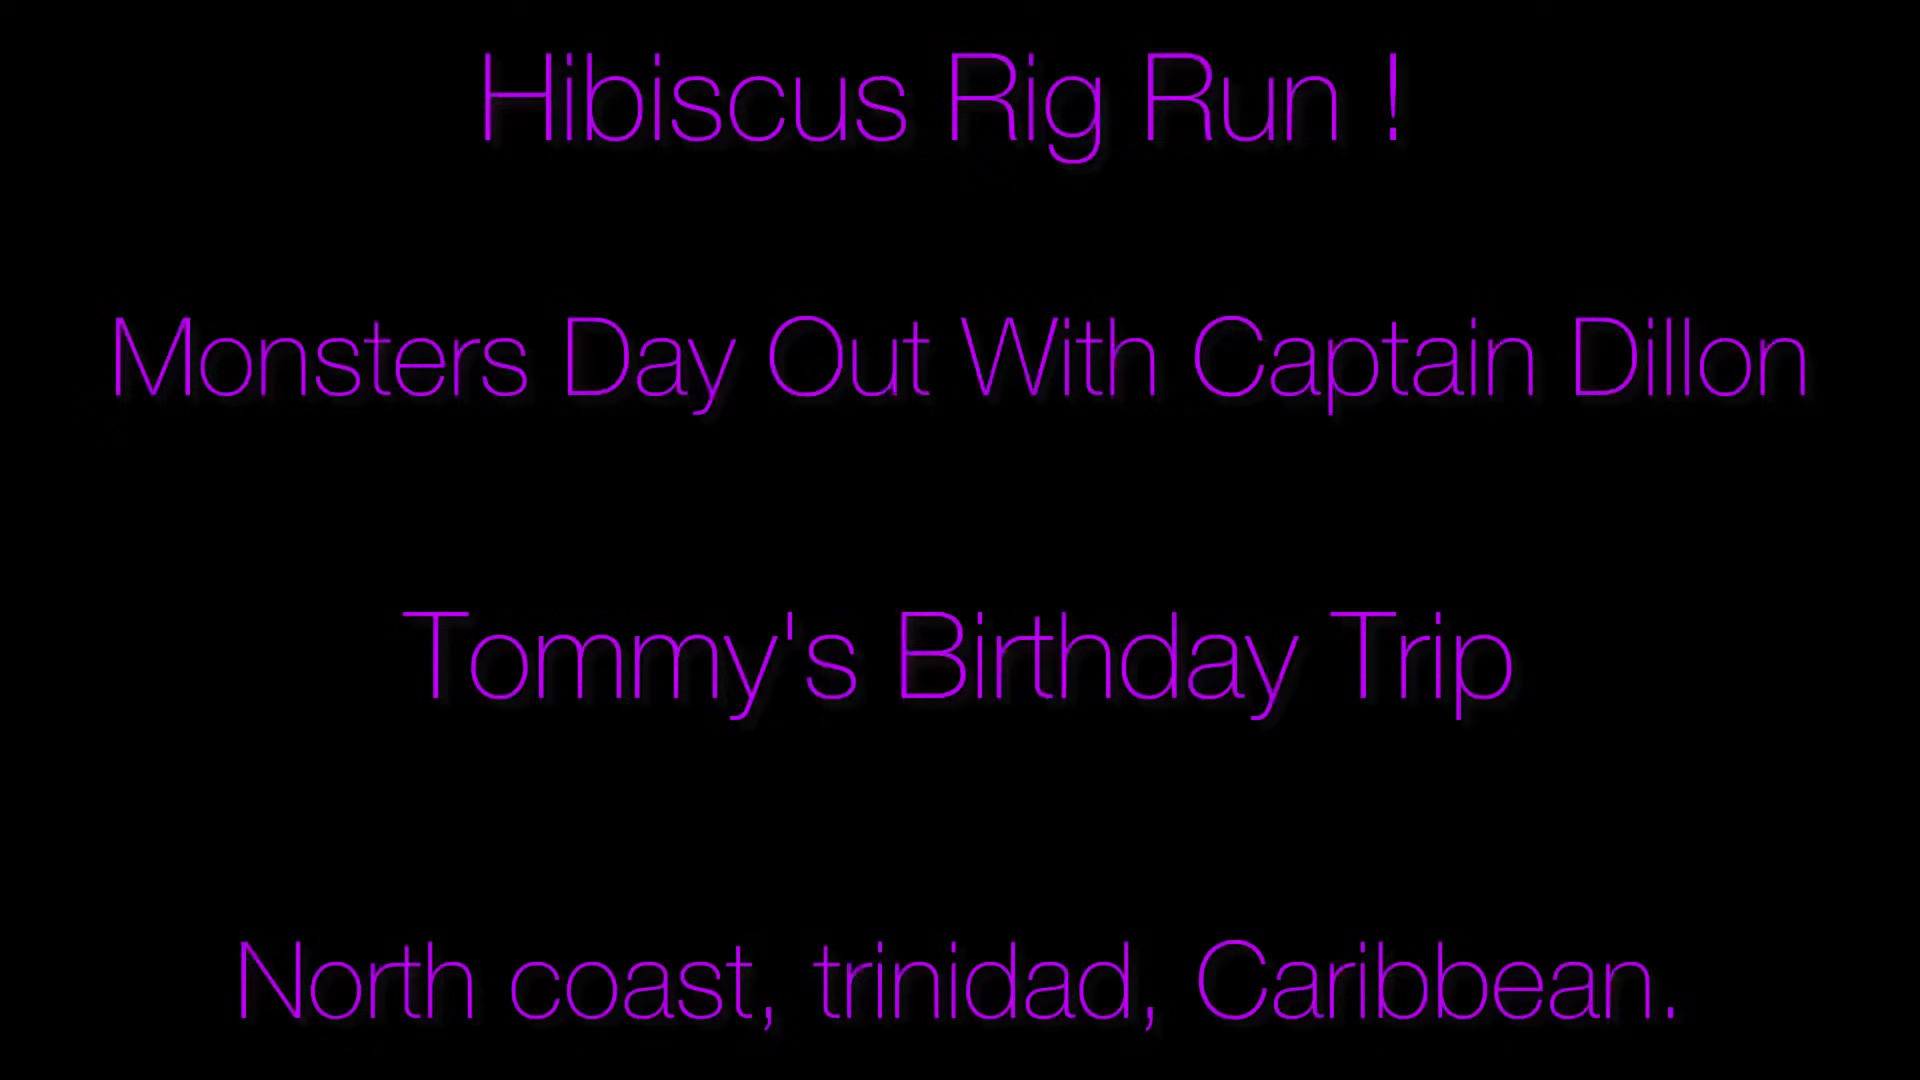 Hibiscus Rig Run !
Monsters Day Out With Captain Dillon
Tommy's Birthday Trip
North coast, trinidad, Caribbean.